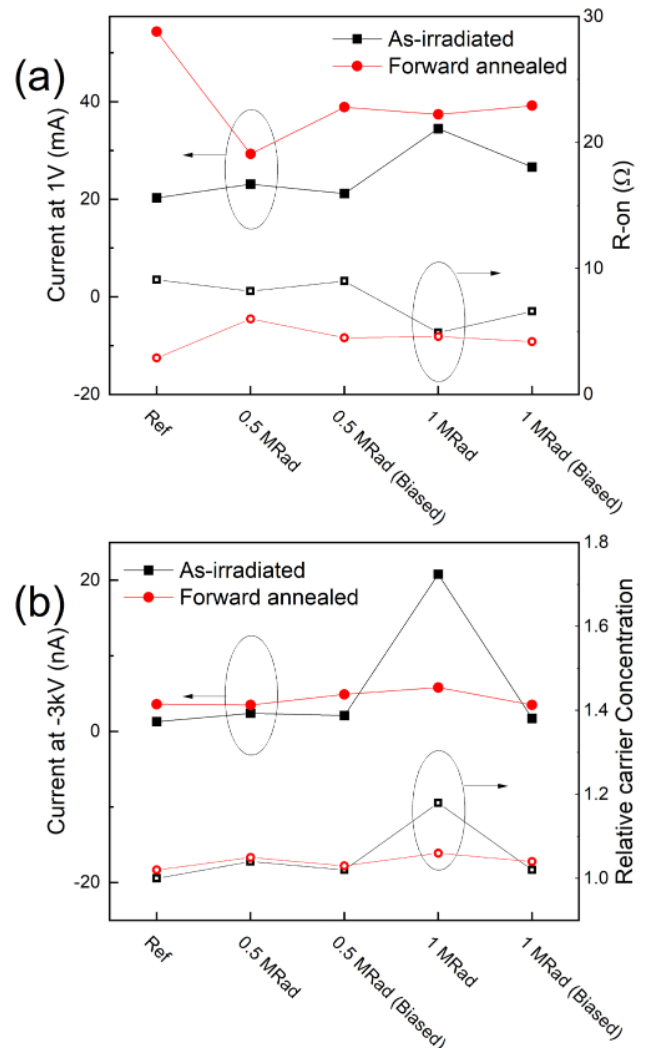 (a)
As-irradiated
Forward annealed
Current at 1V (mA)
40
20
0
-20
R-on (Ω)
30
20
10
0
Ref
0.5 MRad
0.5 MRad (Biased)
1 MRad
1 MRad (Biased)
(b)
As-irradiated
Forward annealed
Current at -3kV (nA)
20
0
-20
Relative carrier Concentration
1.8
1.6
1.4
1.2
1.0
Ref
0.5 MRad
0.5 MRad (Biased)
1 MRad
1 MRad (Biased)